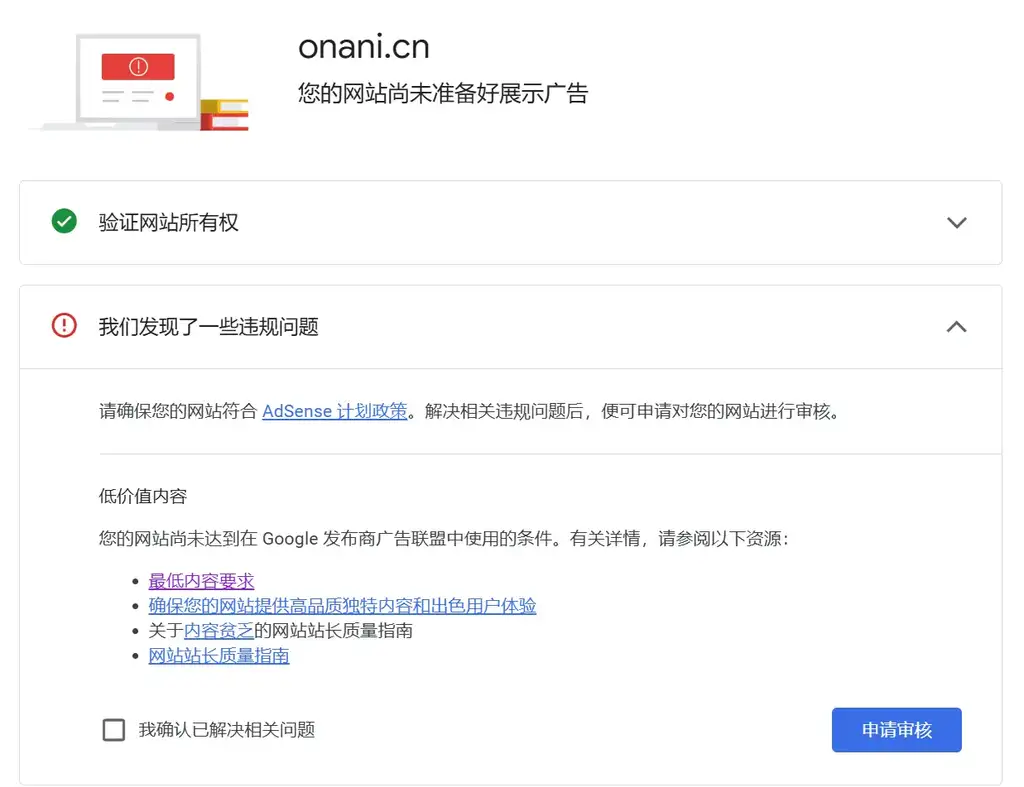 onani.cn
您的网站尚未准备好展示广告
验证网站所有权
我们发现了一些违规问题
请确保您的网站符合 AdSense 计划政策。解决相关违规问题后，便可申请对您的网站进行审核。
低价值内容
您的网站尚未达到在 Google 发布商广告联盟中使用的条件。有关详情，请参阅以下资源：
• 最低内容要求
• 确保您的网站提供高品质独特内容和出色用户体验
• 关于内容贫乏的网站站长质量指南
• 网站站长质量指南
我确认已解决相关问题
申请审核